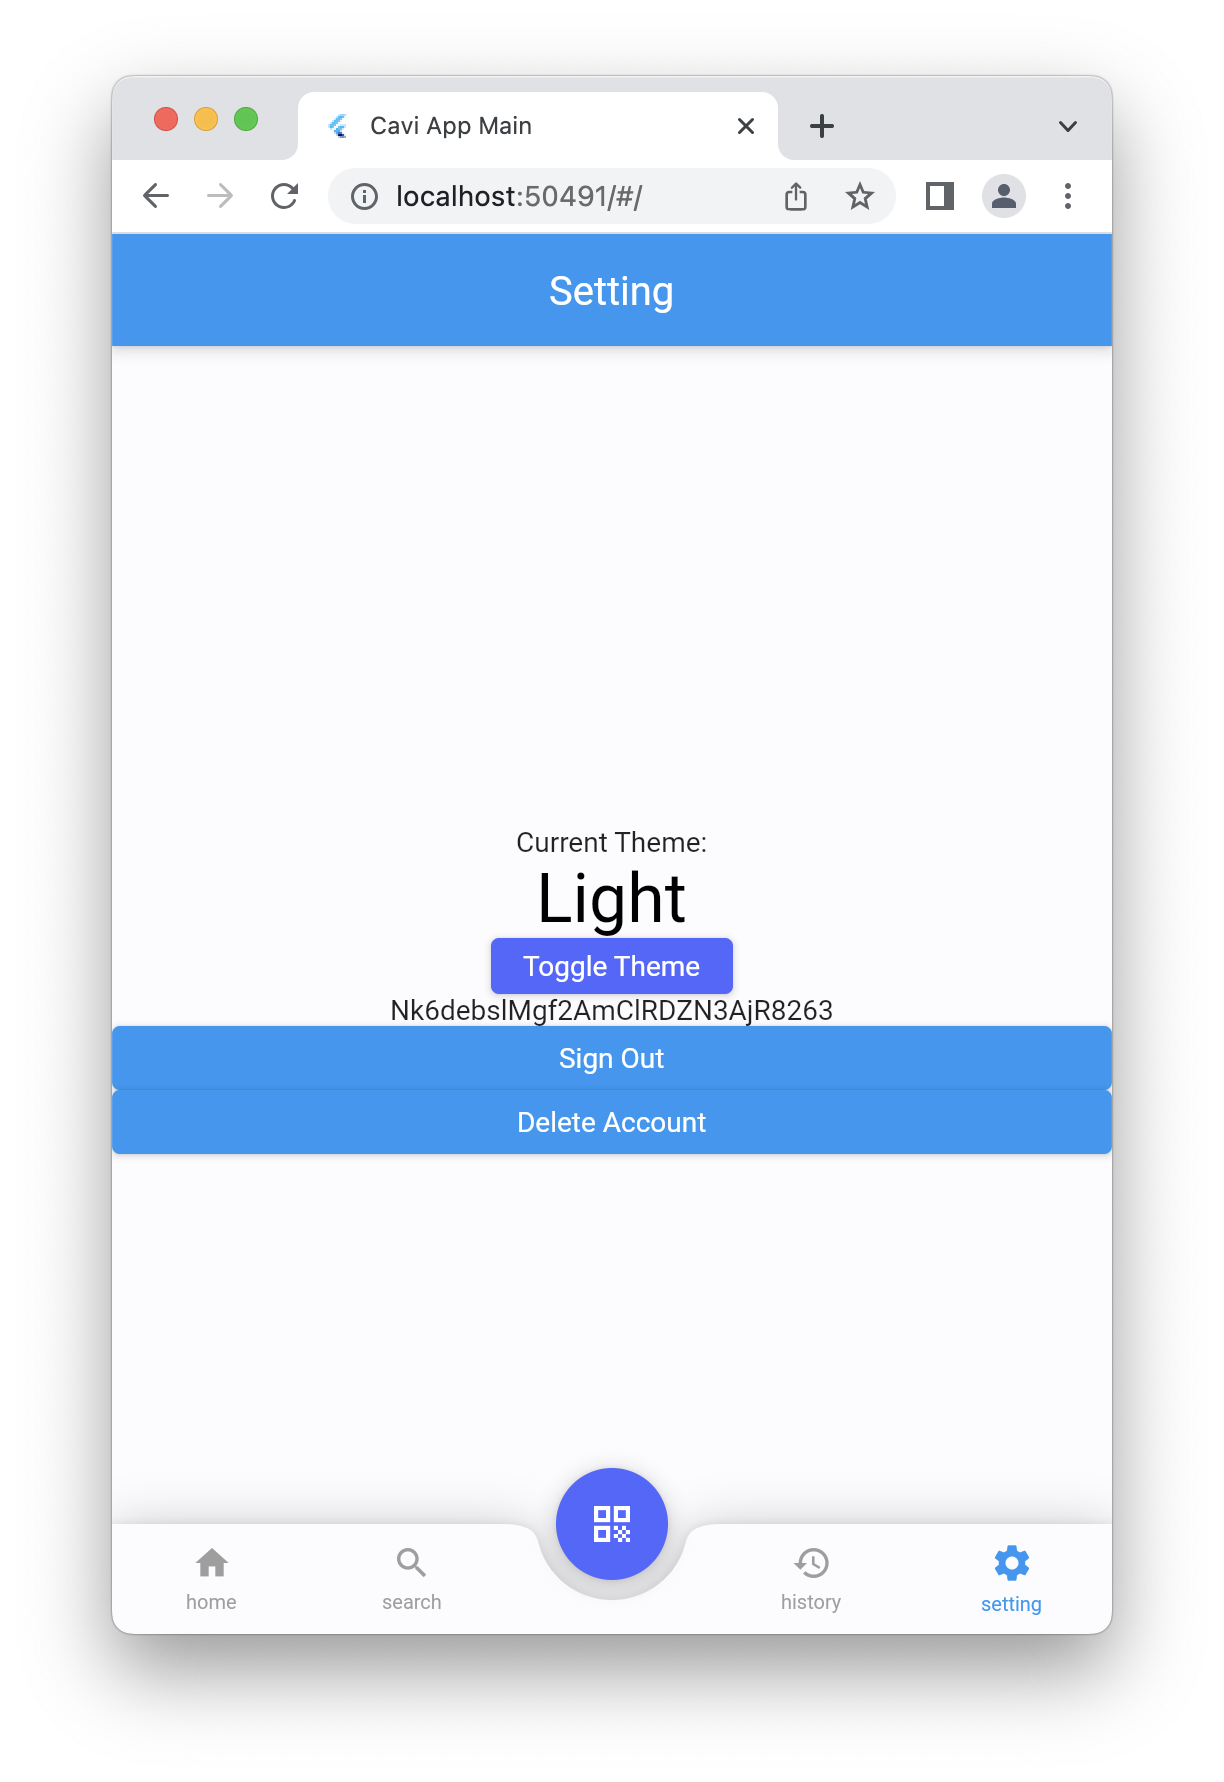 Cavi App Main
localhost:50491/#/
Setting
Current Theme:
Light
Toggle Theme
Nk6debslMgf2AmClRDZN3AjR8263
Sign Out
Delete Account
home
search
history
setting